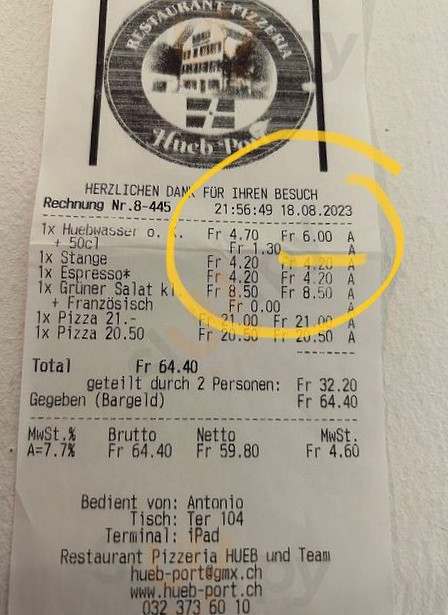 RESTAURANT PIZZERIA
Hueb Port
HERZLICHEN DANK FÜR IHREN BESUCH
Rechnung Nr.8-445 21:56:49 18.08.2023
1x Huebwasser o. Fr 4.70 Fr 6.00 A
+ 50cl Fr 1.30 A
1x Stange Fr 4.20 Fr 4.20 A
1x Espresso* Fr 4.20 Fr 4.20 A
1x Grüner Salat kl. Fr 8.50 Fr 8.50 A
+ Französisch Fr 0.00 A
1x Pizza 21.- Fr 21.00 Fr 21.00 A
1x Pizza 20.50 Fr 20.50 Fr 20.50 A
Total Fr 64.40
geteilt durch 2 Personen: Fr 32.20
Gegeben (Bargeld) Fr 64.40
MwSt.% Brutto Netto MwSt.
A=7.7% Fr 64.40 Fr 59.80 Fr 4.60
Bedient von: Antonio
Tisch: Ter 104
Terminal: iPad
Restaurant Pizzeria HUEB und Team
hueb-port@gmx.ch
www.hueb-port.ch
032 373 60 10